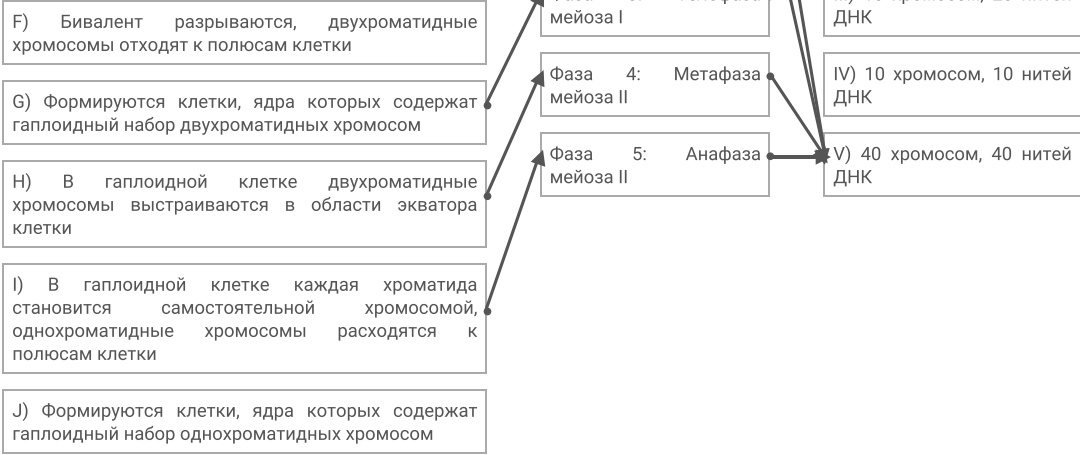 F) Бивалент разрываются, двухроматидные
хромосомы отходят к полюсам клетки
G) Формируются клетки, ядра которых содержат
гаплоидный набор двухроматидных хромосом
H) В гаплоидной клетке двухроматидные
хромосомы выстраиваются в области экватора
клетки
I) В гаплоидной клетке каждая хроматида
становится самостоятельной хромосомой,
однохроматидные хромосомы расходятся к
полюсам клетки
J) Формируются клетки, ядра которых содержат
гаплоидный набор однохроматидных хромосом
мейоза I
Фаза 4: Метафаза
мейоза II
Фаза 5: Анафаза
мейоза II
ДНК
IV) 10 хромосом, 10 нитей
ДНК
V) 40 хромосом, 40 нитей
ДНК